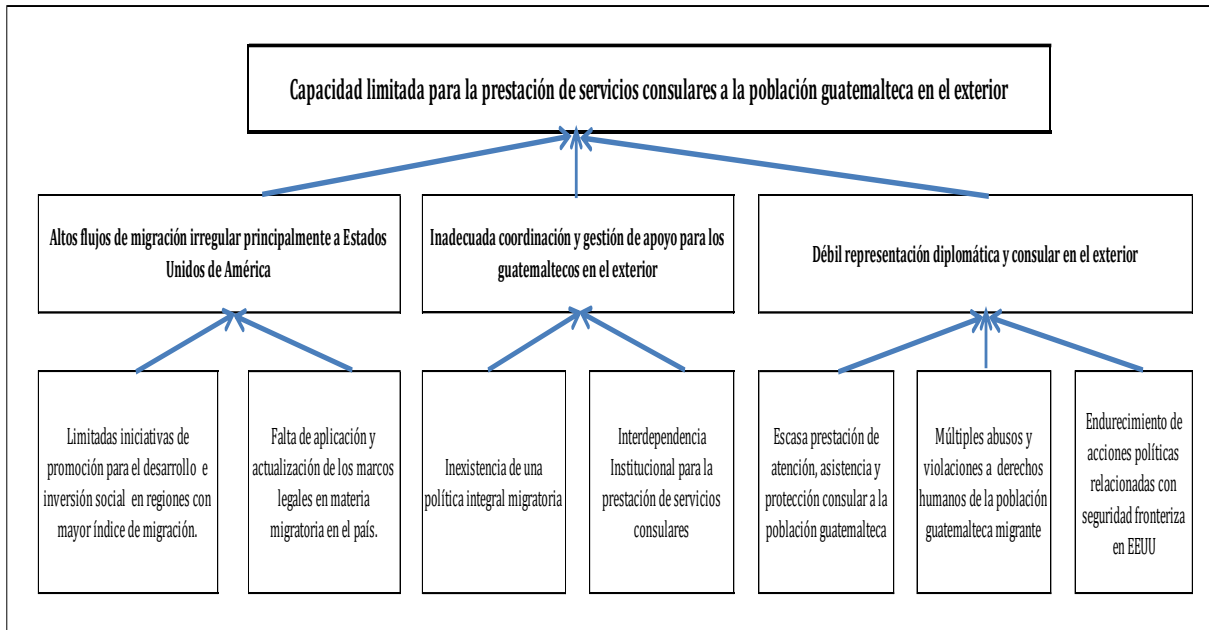 Capacidad limitada para la prestación de servicios consulares a la población guatemalteca en el exterior
Altos flujos de migración irregular principalmente a Estados
Unidos de América
Inadecuada coordinación y gestión de apoyo para los
guatemaltecos en el exterior
Débil representación diplomática y consular en el exterior
Limitadas iniciativas de
promoción para el desarrollo e
inversión social en regiones con
mayor índice de migración.
Falta de aplicación y
actualización de los marcos
legales en materia
migratoria en el país.
Inexistencia de una
política integral migratoria
Interdependencia
Institucional para la
prestación de servicios
consulares
Escasa prestación de
atención, asistencia y
protección consular a la
población guatemalteca
Múltiples abusos y
violaciones a derechos
humanos de la población
guatemalteca migrante
Endurecimiento de
acciones políticas
relacionadas con
seguridad fronteriza
en EEUU